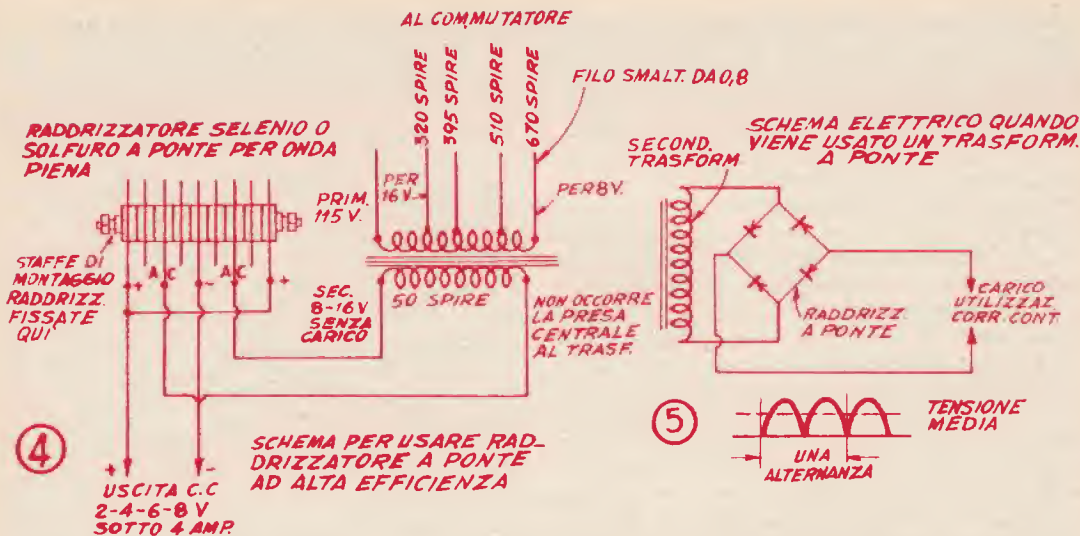 AL COMMUTATORE
320 SPIRE
395 SPIRE
510 SPIRE
670 SPIRE
FILO SMALT. DA 0,8
RADDRIZZATORE SELENIO O
SOLFURO A PONTE PER ONDA
PIENA
PRIM.
115 V.
PER
16 V.
PER 8 V.
STAFFE DI
MONTAGGIO
RADDRIZZ.
FISSATE
QUI
+ AC - AC +
SEC.
8-16 V
SENZA
CARICO
50 SPIRE
NON OCCORRE
LA PRESA
CENTRALE
AL TRASF.
4
SCHEMA PER USARE RAD_
DRIZZATORE A PONTE
AD ALTA EFFICIENZA
+ -
USCITA C.C
2-4-6-8 V
SOTTO 4 AMP.
SCHEMA ELETTRICO QUANDO
VIENE USATO UN TRASFORM.
A PONTE
SECOND.
TRASFORM
RADDRIZZ.
A PONTE
CARICO
UTILIZZAZ.
CORR. CONT.
5
TENSIONE
MEDIA
UNA
ALTERNANZA